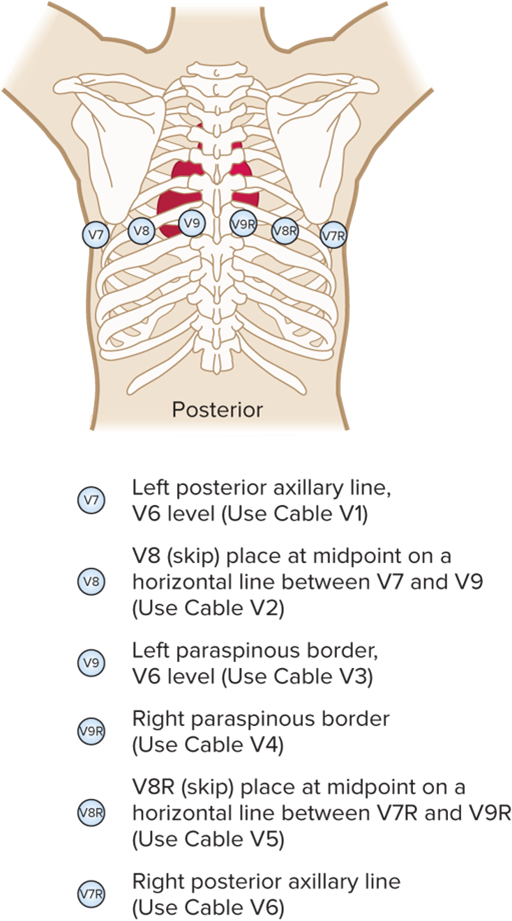 V7 V8 V9 V9R V8R V7R
Posterior
V7
Left posterior axillary line,
V6 level (Use Cable V1)
V8
V8 (skip) place at midpoint on a
horizontal line between V7 and V9
(Use Cable V2)
V9
Left paraspinous border,
V6 level (Use Cable V3)
V9R
Right paraspinous border
(Use Cable V4)
V8R
V8R (skip) place at midpoint on a
horizontal line between V7R and V9R
(Use Cable V5)
V7R
Right posterior axillary line
(Use Cable V6)